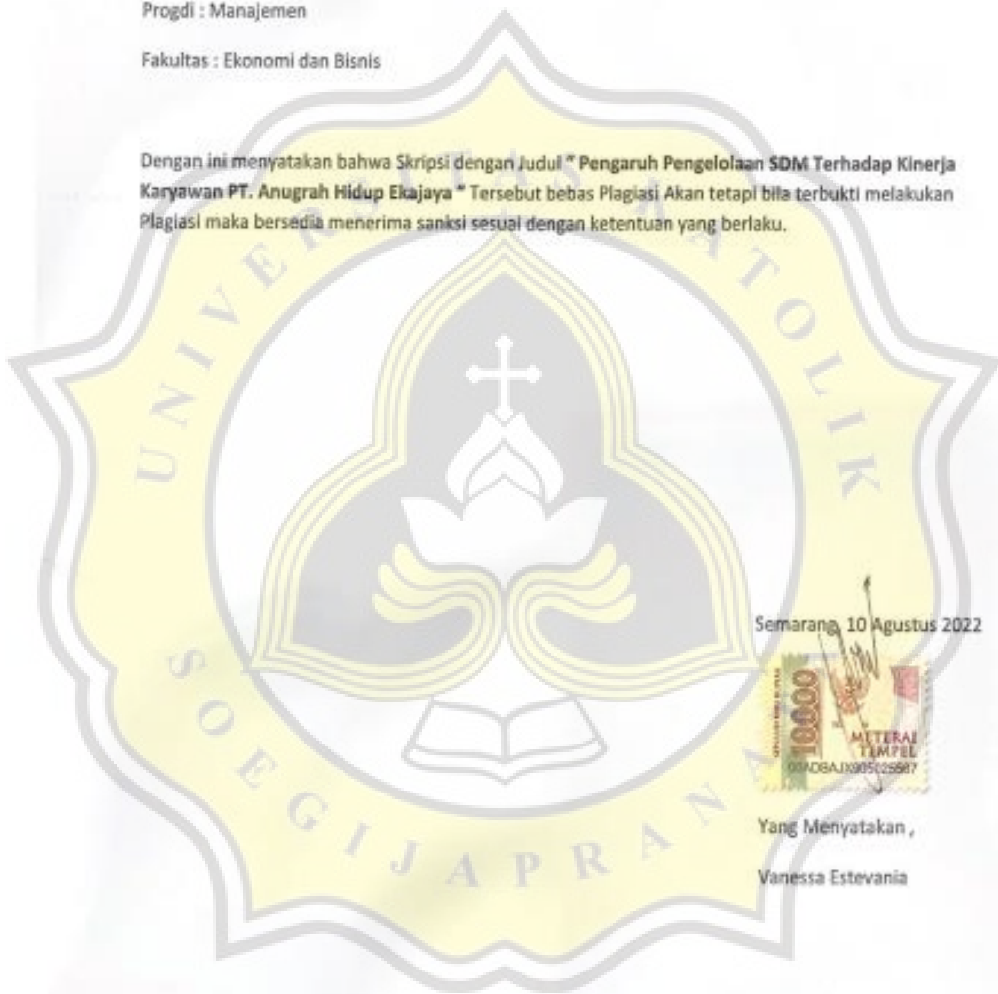 Progdi : Manajemen
Fakultas : Ekonomi dan Bisnis
Dengan ini menyatakan bahwa Skripsi dengan Judul " Pengaruh Pengelolaan SDM Terhadap Kinerja
Karyawan PT. Anugrah Hidup Ekajaya " Tersebut bebas Plagiasi Akan tetapi bila terbukti melakukan
Plagiasi maka bersedia menerima sanksi sesuai dengan ketentuan yang berlaku.
UNIVERSITAS KATOLIK
SOEGIJAPRANA
Semarang, 10 Agustus 2022
10000
METERAI
TEMPEL
Yang Menyatakan ,
Vanessa Estevania